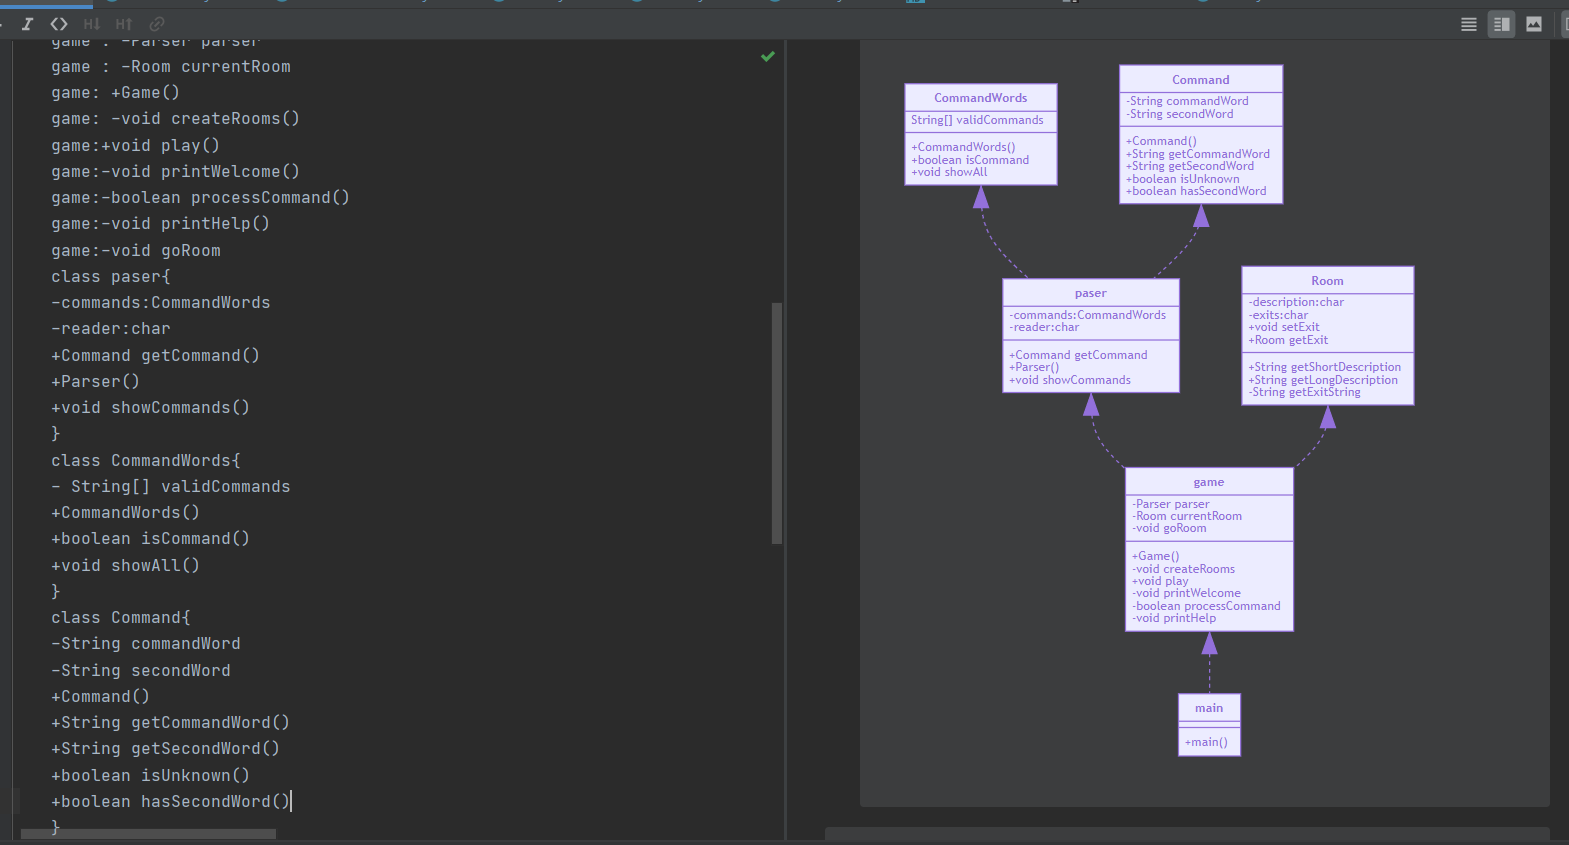 game : -Parser parser
game : -Room currentRoom
game: +Game()
game: -void createRooms()
game:+void play()
game:-void printWelcome()
game:-boolean processCommand()
game:-void printHelp()
game:-void goRoom
class paser{
-commands:CommandWords
-reader:char
+Command getCommand()
+Parser()
+void showCommands()
}
class CommandWords{
- String[] validCommands
+CommandWords()
+boolean isCommand()
+void showAll()
}
class Command{
-String commandWord
-String secondWord
+Command()
+String getCommandWord()
+String getSecondWord()
+boolean isUnknown()
+boolean hasSecondWord()
}
CommandWords
String[] validCommands
+CommandWords()
+boolean isCommand
+void showAll
Command
-String commandWord
-String secondWord
+Command()
+String getCommandWord
+String getSecondWord
+boolean isUnknown
+boolean hasSecondWord
paser
-commands:CommandWords
-reader:char
+Command getCommand
+Parser()
+void showCommands
Room
-description:char
-exits:char
+void setExit
+Room getExit
+String getShortDescription
+String getLongDescription
-String getExitString
game
-Parser parser
-Room currentRoom
-void goRoom
+Game()
-void createRooms
+void play
-void printWelcome
-boolean processCommand
-void printHelp
main
+main()